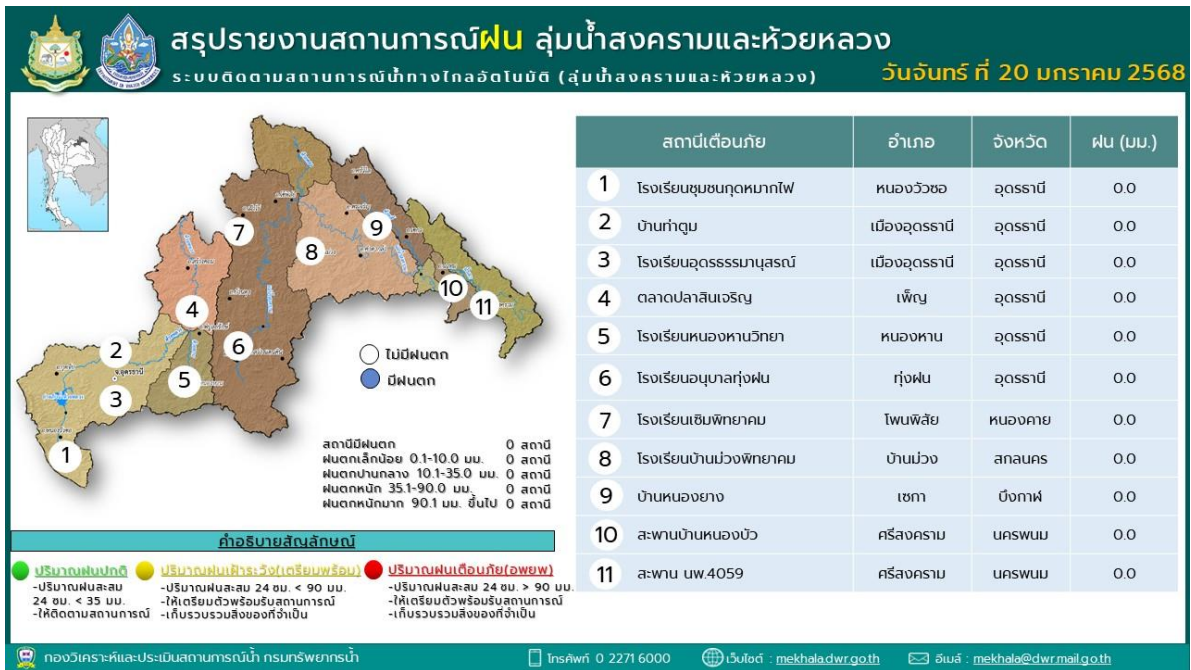 สรุปรายงานสถานการณ์ฝน ลุ่มน้ำสงครามและห้วยหลวง
ระบบติดตามสถานการณ์น้ำทางไกลอัตโนมัติ (ลุ่มน้ำสงครามและห้วยหลวง)
วันจันทร์ ที่ 20 มกราคม 2568
สถานีเตือนภัย อำเภอ จังหวัด ฝน (มม.)
1 โรงเรียนชุมชนกุดหมากไฟ หนองวัวซอ อุดรธานี 0.0
2 บ้านท่าตูม เมืองอุดรธานี อุดรธานี 0.0
3 โรงเรียนอุดรธรรมานุสรณ์ เมืองอุดรธานี อุดรธานี 0.0
4 ตลาดปลาสินเจริญ เพ็ญ อุดรธานี 0.0
5 โรงเรียนหนองหานวิทยา หนองหาน อุดรธานี 0.0
6 โรงเรียนอนุบาลทุ่งฝน ทุ่งฝน อุดรธานี 0.0
7 โรงเรียนเซิมพิทยาคม โพนพิสัย หนองคาย 0.0
8 โรงเรียนบ้านม่วงพิทยาคม บ้านม่วง สกลนคร 0.0
9 บ้านหนองยาง เซกา บึงกาฬ 0.0
10 สะพานบ้านหนองบัว ศรีสงคราม นครพนม 0.0
11 สะพาน นพ.4059 ศรีสงคราม นครพนม 0.0
7
9
8
10
11
4
6
2
5
3
1
จ.อุดรธานี
ไม่มีฝนตก
มีฝนตก
สถานีมีฝนตก 0 สถานี
ฝนตกเล็กน้อย 0.1-10.0 มม. 0 สถานี
ฝนตกปานกลาง 10.1-35.0 มม. 0 สถานี
ฝนตกหนัก 35.1-90.0 มม. 0 สถานี
ฝนตกหนักมาก 90.1 มม. ขึ้นไป 0 สถานี
คำอธิบายสัญลักษณ์
ปริมาณฝนปกติ
-ปริมาณฝนสะสม
24 ชม. < 35 มม.
-ให้ติดตามสถานการณ์
ปริมาณฝนเฝ้าระวัง(เตรียมพร้อม)
-ปริมาณฝนสะสม 24 ชม. < 90 มม.
-ให้เตรียมตัวพร้อมรับสถานการณ์
-เก็บรวบรวมสิ่งของที่จำเป็น
ปริมาณฝนเตือนภัย(อพยพ)
-ปริมาณฝนสะสม 24 ชม. > 90 มม.
-ให้เตรียมตัวพร้อมรับสถานการณ์
-เก็บรวบรวมสิ่งของที่จำเป็น
กองวิเคราะห์และประเมินสถานการณ์น้ำ กรมทรัพยากรน้ำ
โทรศัพท์ 0 2271 6000
เว็บไซต์ : mekhala.dwr.go.th
อีเมล์ : mekhala@dwr.mail.go.th